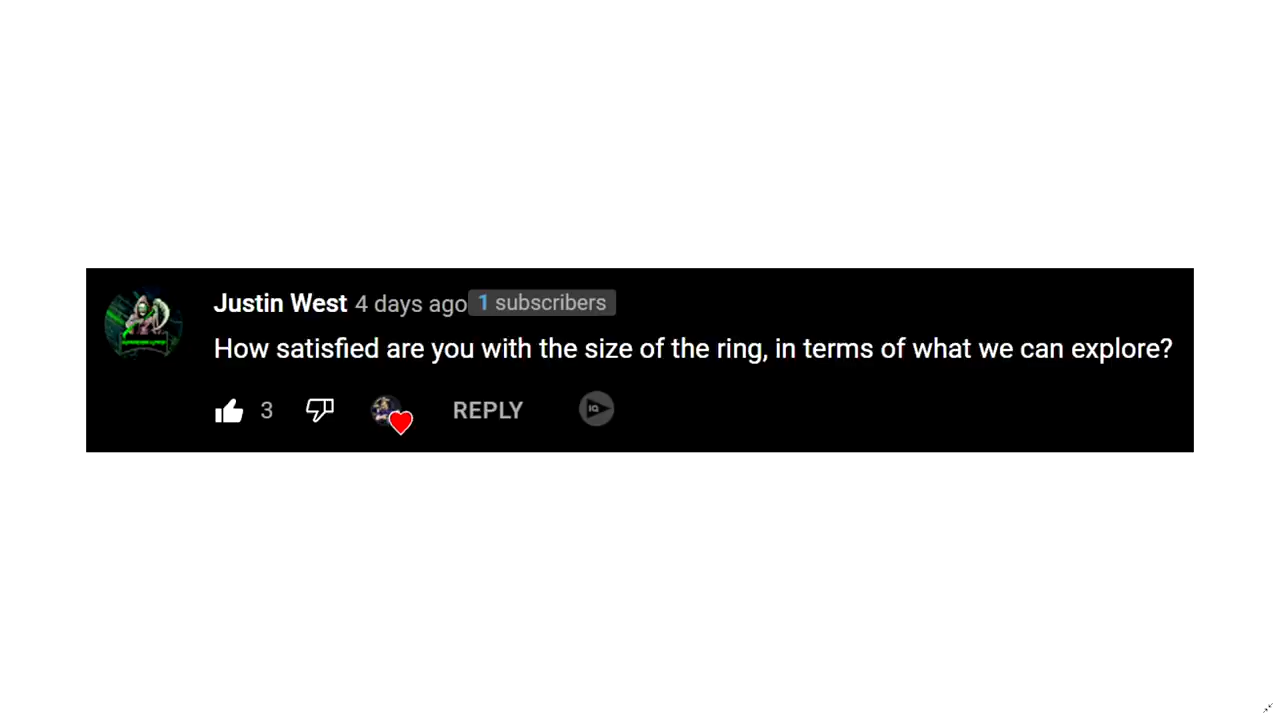 Justin West 4 days ago 1 subscribers
How satisfied are you with the size of the ring, in terms of what we can explore?
3 REPLY IQ